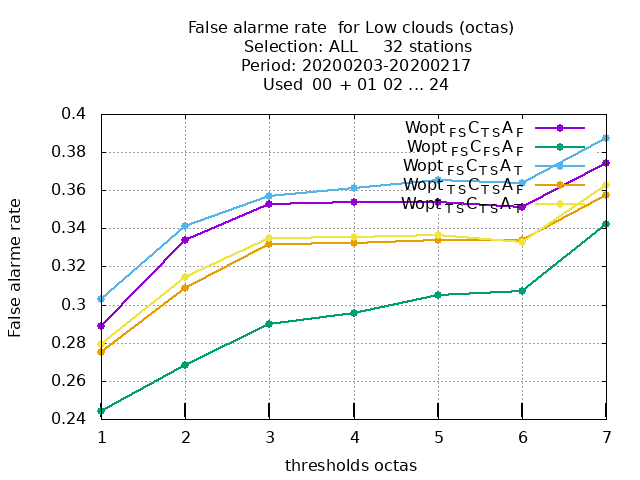 False alarme rate  for Low clouds (octas)
Selection: ALL     32 stations
Period: 20200203-20200217
Used  00 + 01 02 ... 24
Wopt FS C TS A F
Wopt FS C FS A F
Wopt FS C TS A T
Wopt TS C TS A F
Wopt TS C TS A T
False alarme rate
0.4
0.38
0.36
0.34
0.32
0.3
0.28
0.26
0.24
1 2 3 4 5 6 7
thresholds octas